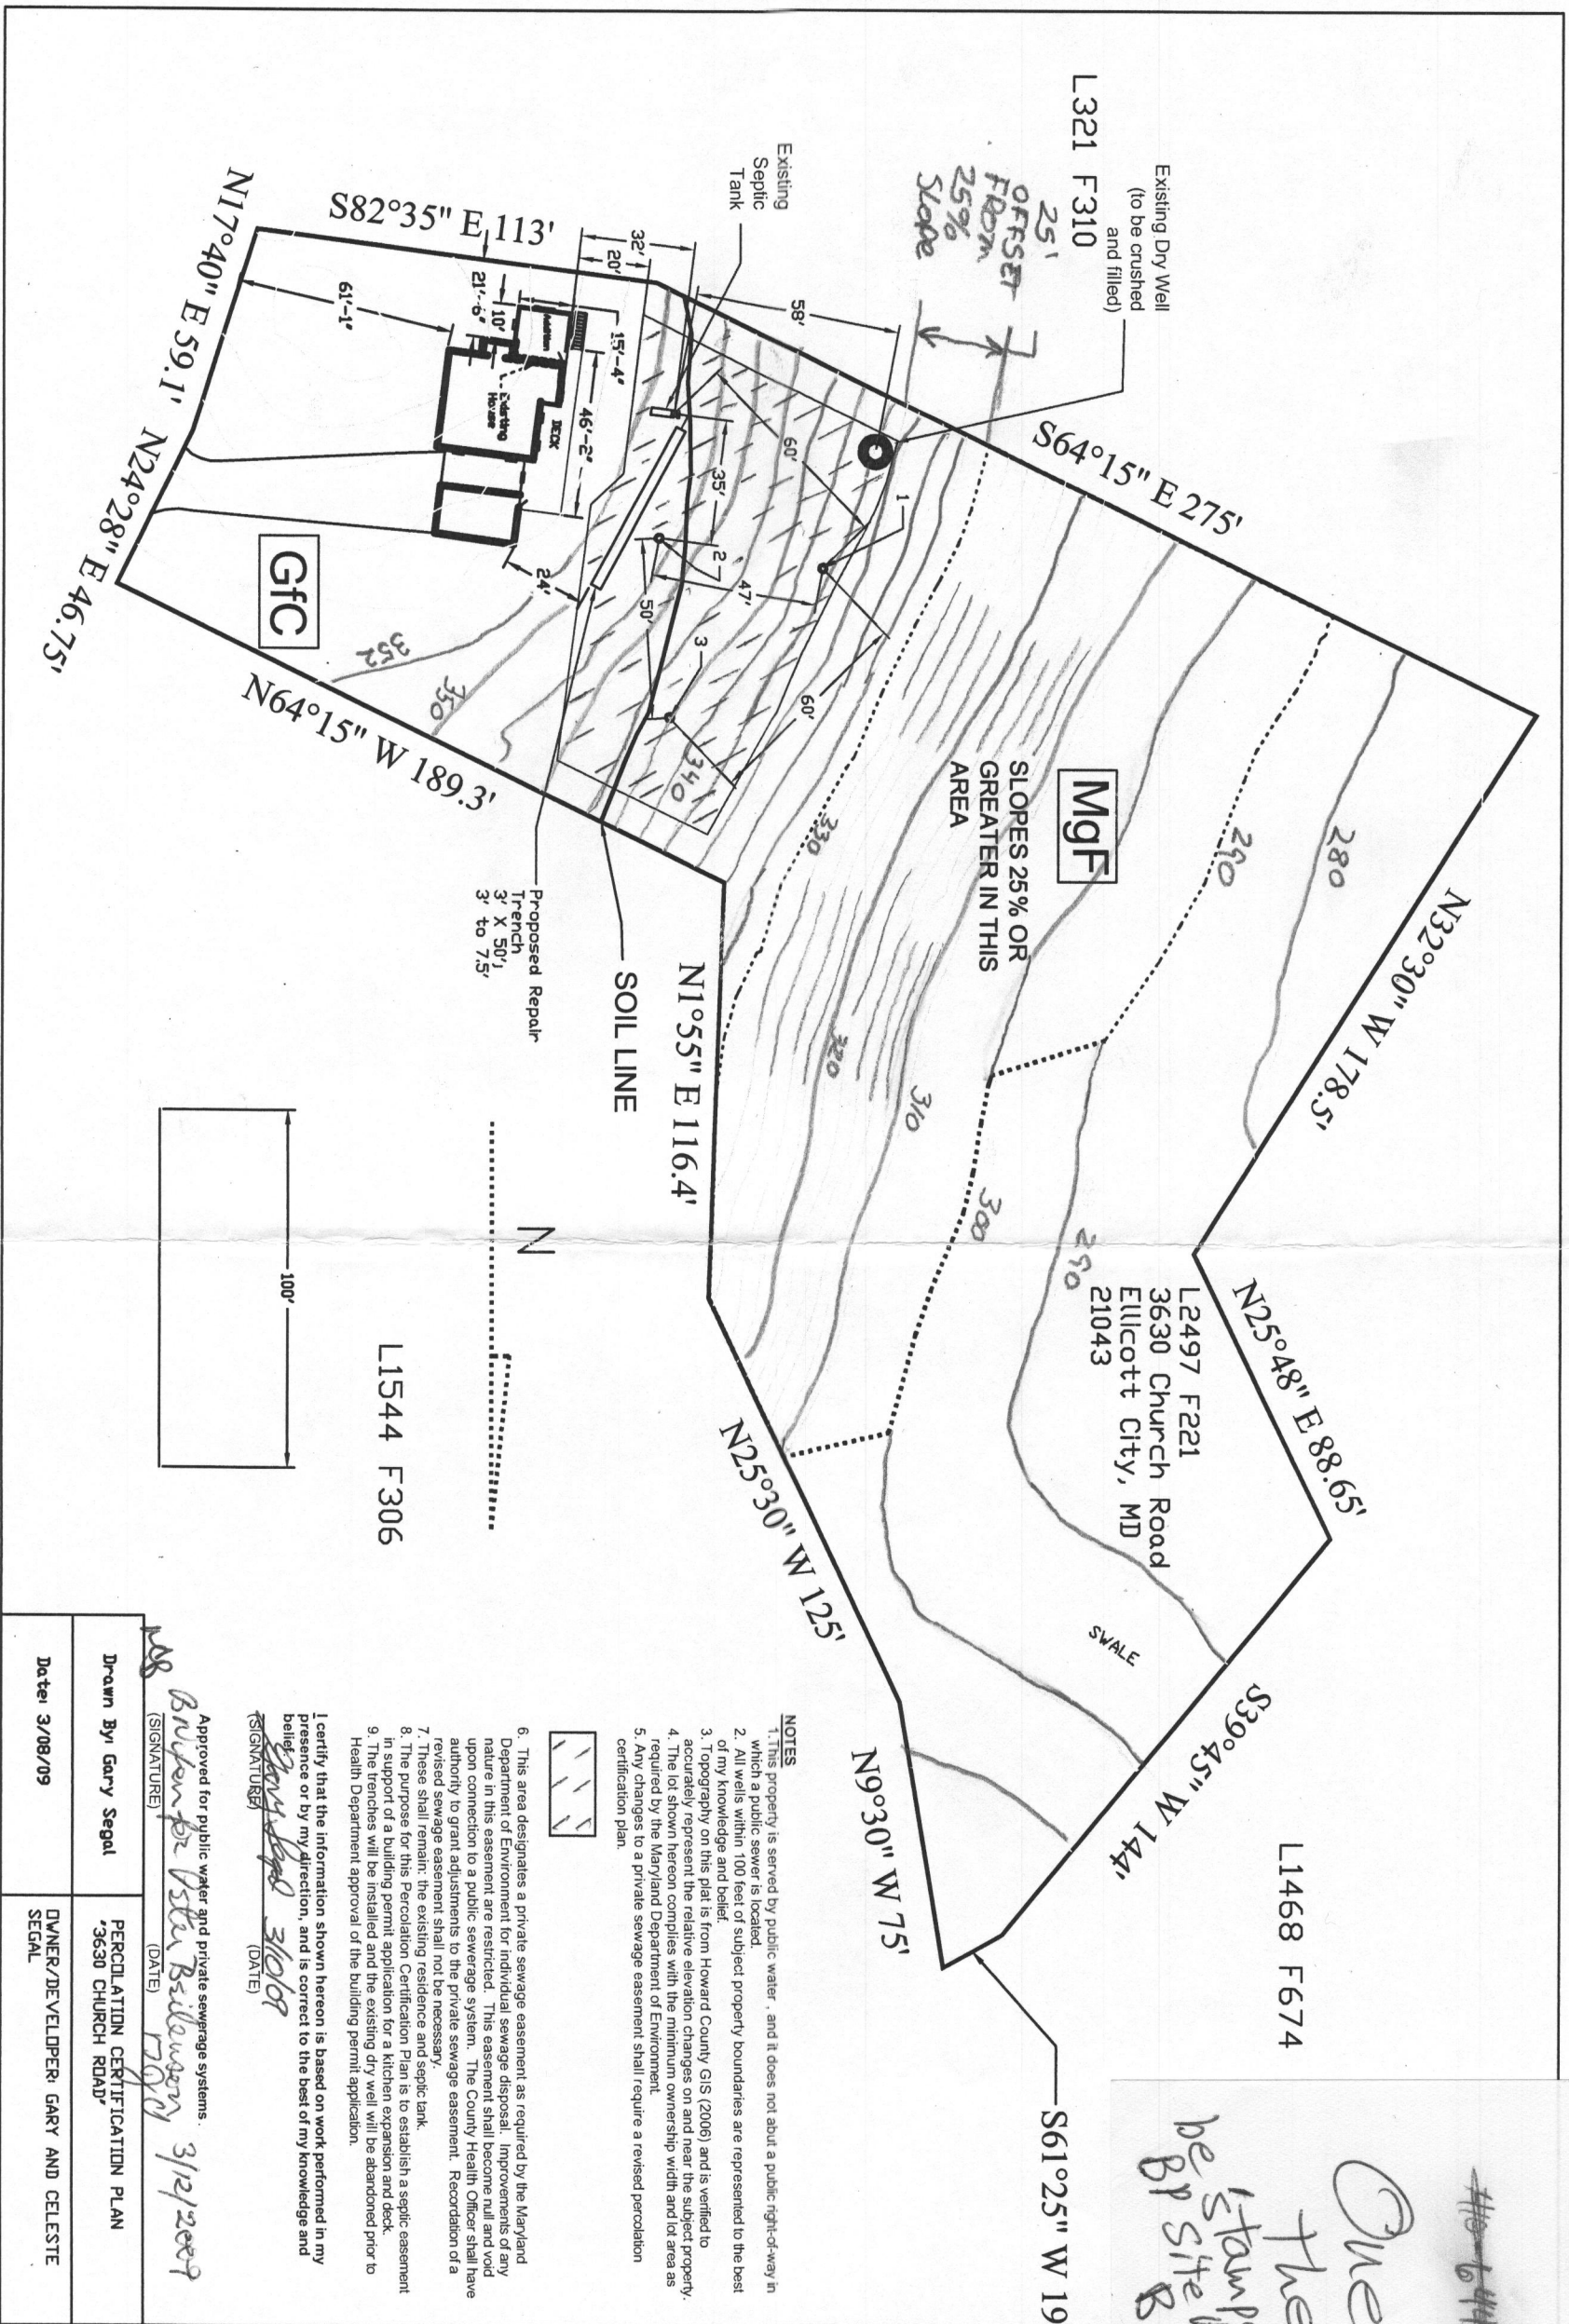 Existing Dry Well
(to be crushed
and filled)
L321 F310
25'
OFFSET
FROM
25%
SLOPE
Existing
Septic
Tank
S82°35" E 113'
N17°40" E 59.1'
N24°28" E 46.75'
N64°15" W 189.3'
S64°15" E 275'
N32°30" W 178.5'
N25°48" E 88.65'
S39°45" W 144'
S61°25" W 19
N9°30" W 75'
N25°30" W 125'
N1°55" E 116.4'
32'
20'
58'
60'
1
35'
2
47'
50'
3
60'
61'-1"
21'-6"
10'
15'-4"
46'-2"
24'
Addition
Existing
House
DECK
GfC
352
350
340
330
320
310
300
290
290
280
MgF
SLOPES 25% OR
GREATER IN THIS
AREA
SOIL LINE
Proposed Repair
Trench
3' X 50';
3' to 7.5'
N
100'
L1544 F306
L2497 F221
3630 Church Road
Ellicott City, MD
21043
SWALE
L1468 F674
One
The
be stamp
BP Site
B
NOTES
1. This property is served by public water , and it does not abut a public right-of-way in
which a public sewer is located.
2. All wells within 100 feet of subject property boundaries are represented to the best
of my knowledge and belief.
3. Topography on this plat is from Howard County GIS (2006) and is verified to
accurately represent the relative elevation changes on and near the subject property.
4. The lot shown hereon complies with the minimum ownership width and lot area as
required by the Maryland Department of Environment.
5. Any changes to a private sewage easement shall require a revised percolation
certification plan.
6. This area designates a private sewage easement as required by the Maryland
Department of Environment for individual sewage disposal. Improvements of any
nature in this easement are restricted. This easement shall become null and void
upon connection to a public sewerage system. The County Health Officer shall have
authority to grant adjustments to the private sewage easement. Recordation of a
revised sewage easement shall not be necessary.
7. These shall remain: the existing residence and septic tank.
8. The purpose for this Percolation Certification Plan is to establish a septic easement
in support of a building permit application for a kitchen expansion and deck.
9. The trenches will be installed and the existing dry well will be abandoned prior to
Health Department approval of the building permit application.
I certify that the information shown hereon is based on work performed in my
presence or by my direction, and is correct to the best of my knowledge and
belief.
Gary Segal 3/10/09
(SIGNATURE) (DATE)
Approved for public water and private sewerage systems.
for Peter Beilenson 3/12/2009
(SIGNATURE) (DATE)
Drawn By: Gary Segal
PERCOLATION CERTIFICATION PLAN
"3630 CHURCH ROAD"
Date: 3/08/09
OWNER/DEVELOPER: GARY AND CELESTE
SEGAL